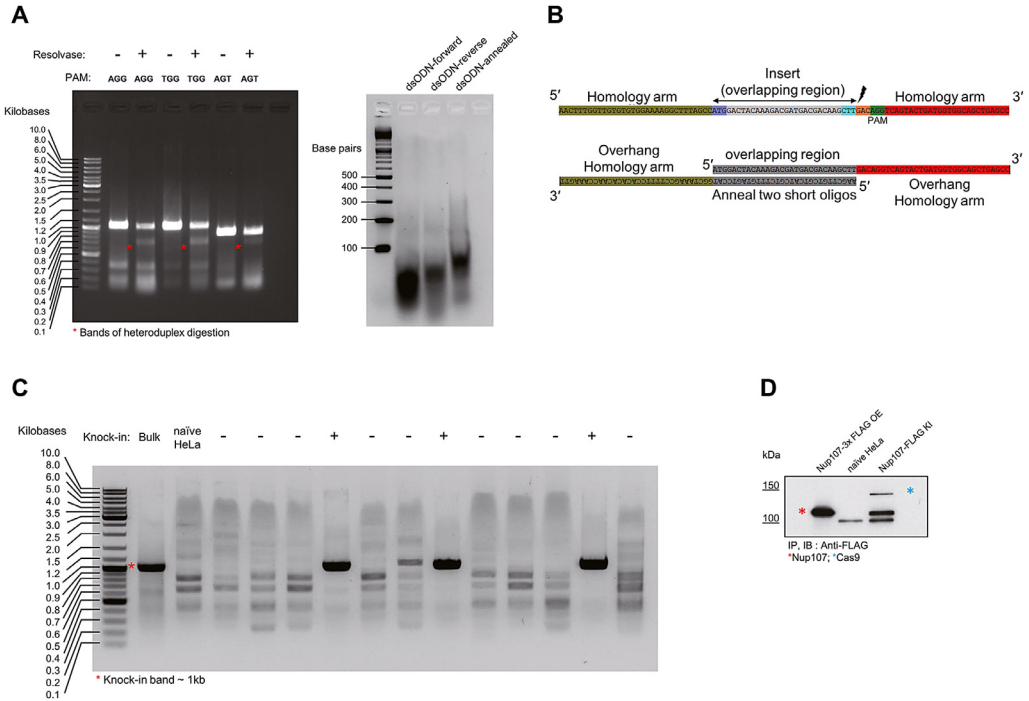 A
Resolvase: - + - + - +
PAM: AGG AGG TGG TGG AGT AGT
Kilobases
10.0
8.0
6.0
5.0
4.0
3.5
3.0
2.5
2.0
1.5
1.2
1.0
0.9
0.8
0.7
0.6
0.5
0.4
0.3
0.2
0.1
* Bands of heteroduplex digestion
dsODN-forward
dsODN-reverse
dsODN-annealed
Base pairs
500
400
300
200
100
B
Insert
(overlapping region)
5′ Homology arm Homology arm 3′
AACTTTGGTTGTGTGTGGAAAAGGCTTTAGCCATGGACTACAAAGACGATGACGACAAGCTTGACAGGTCAGTACTGATGGTGGCAGCTGAGCC
PAM
Overhang
Homology arm
5′ overlapping region 3′
ATGGACTACAAAGACGATGACGACAAGCTTGACAGGTCAGTACTGATGGTGGCAGCTGAGCC
3′ Anneal two short oligos 5′
Overhang
Homology arm
C
Kilobases
Knock-in: Bulk naïve HeLa - - - + - - + - - - + -
10.0
8.0
6.0
5.0
4.0
3.5
3.0
2.5
2.0
1.5
1.2
1.0
0.9
0.8
0.7
0.6
0.5
0.4
0.3
0.2
0.1
* Knock-in band ~ 1kb
D
Nup107-3x FLAG OE
naïve HeLa
Nup107-FLAG KI
kDa
150
100
IP, IB : Anti-FLAG
*Nup107; *Cas9